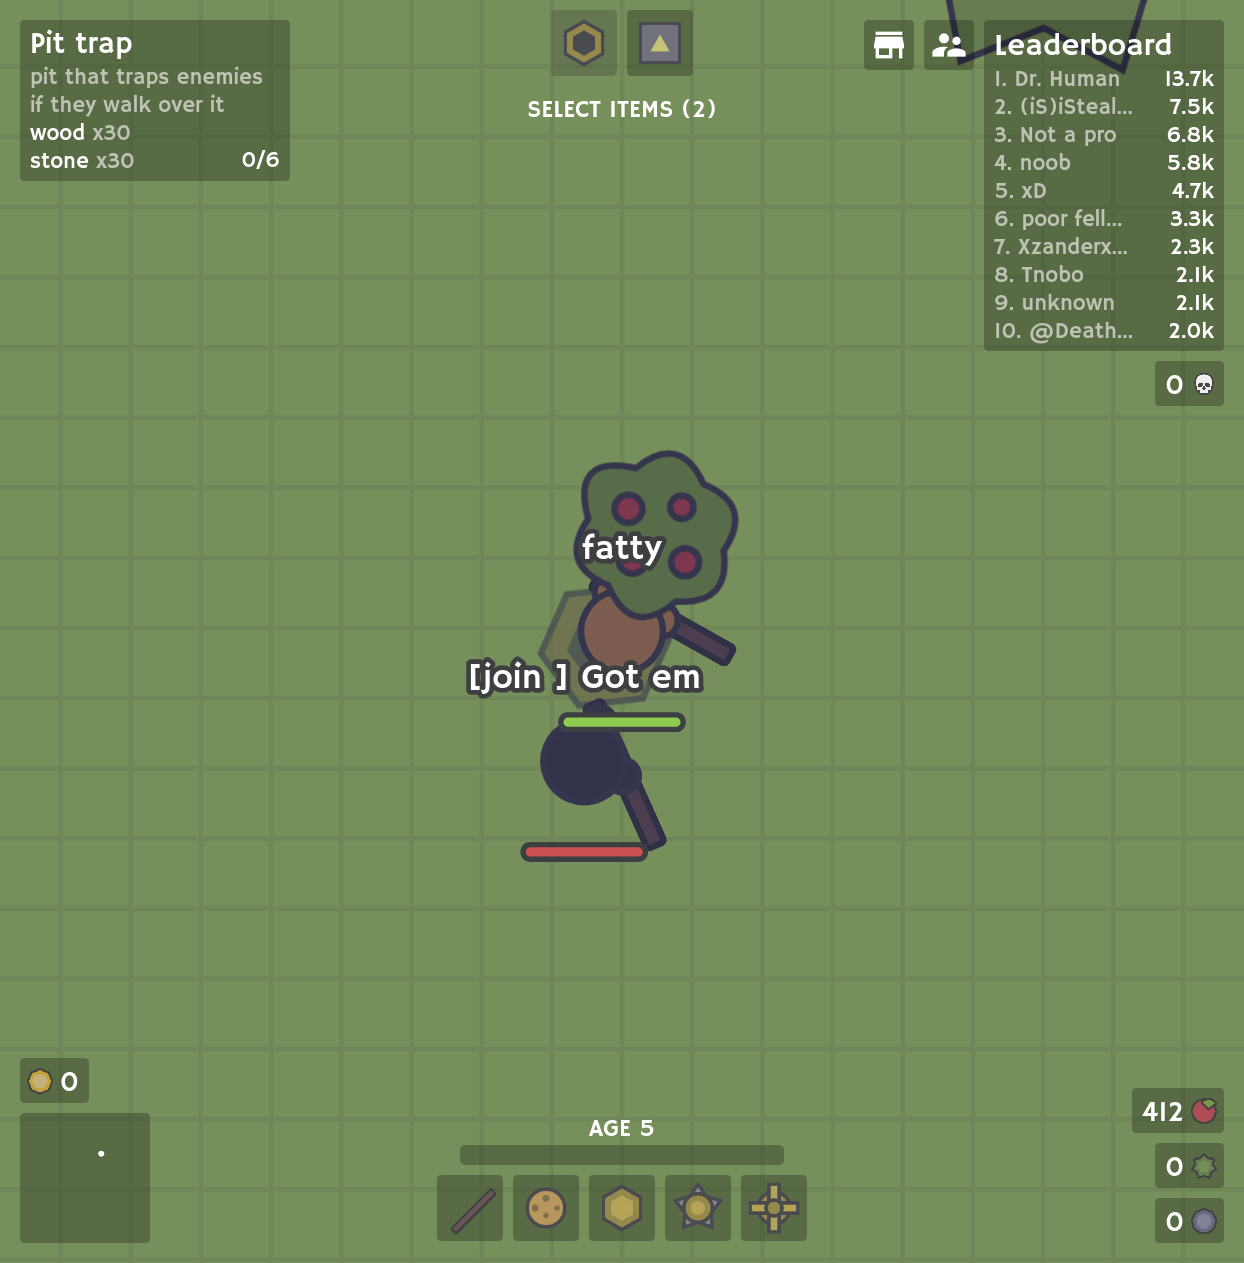 Pit trap
pit that traps enemies
if they walk over it
wood x30
stone x30 0/6
SELECT ITEMS (2)
Leaderboard
1. Dr. Human 13.7k
2. (iS)iSteal... 7.5k
3. Not a pro 6.8k
4. noob 5.8k
5. xD 4.7k
6. poor fell... 3.3k
7. Xzanderx... 2.3k
8. Tnobo 2.1k
9. unknown 2.1k
10. @Death... 2.0k
0
fatty
[join ] Got em
0
AGE 5
412
0
0